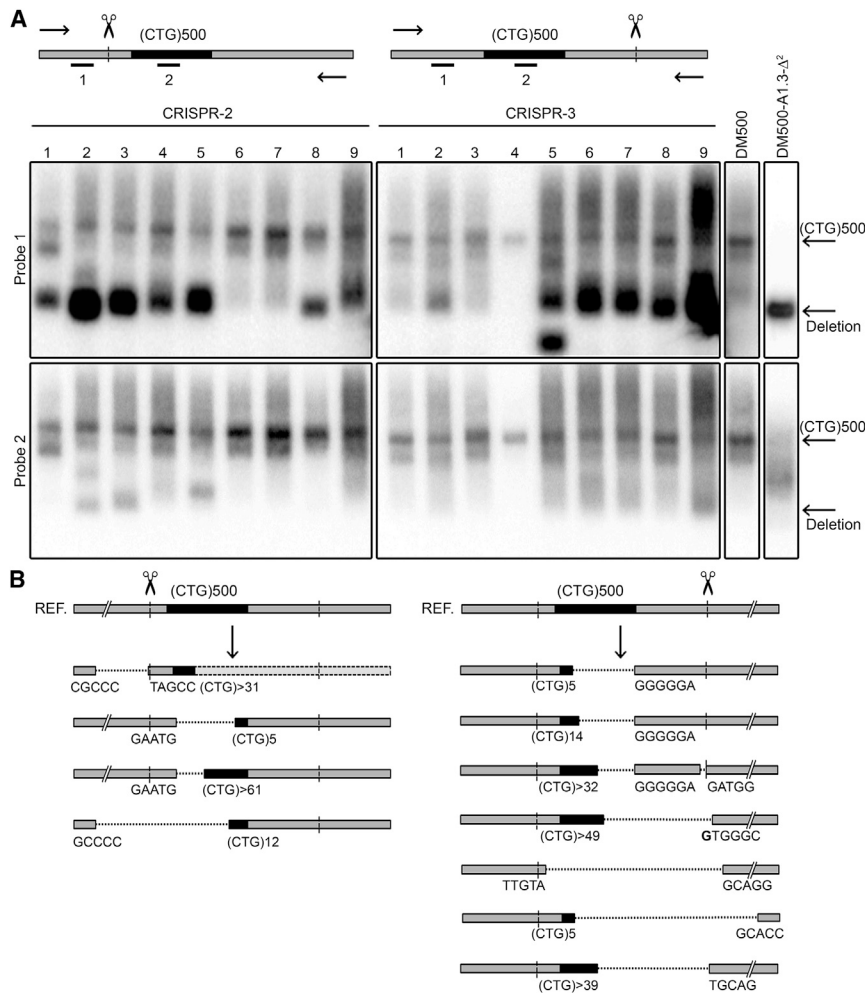 A
(CTG)500
(CTG)500
1 2
1 2
CRISPR-2
CRISPR-3
DM500
DM500-A1.3-Δ²
1 2 3 4 5 6 7 8 9
1 2 3 4 5 6 7 8 9
Probe 1
(CTG)500
Deletion
Probe 2
(CTG)500
Deletion
B
(CTG)500
REF.
CGCCC TAGCC (CTG)>31
GAATG (CTG)5
GAATG (CTG)>61
GCCCC (CTG)12
(CTG)500
REF.
(CTG)5 GGGGGA
(CTG)14 GGGGGA
(CTG)>32 GGGGGA GATGG
(CTG)>49 GTGGGC
TTGTA GCAGG
(CTG)5 GCACC
(CTG)>39 TGCAG